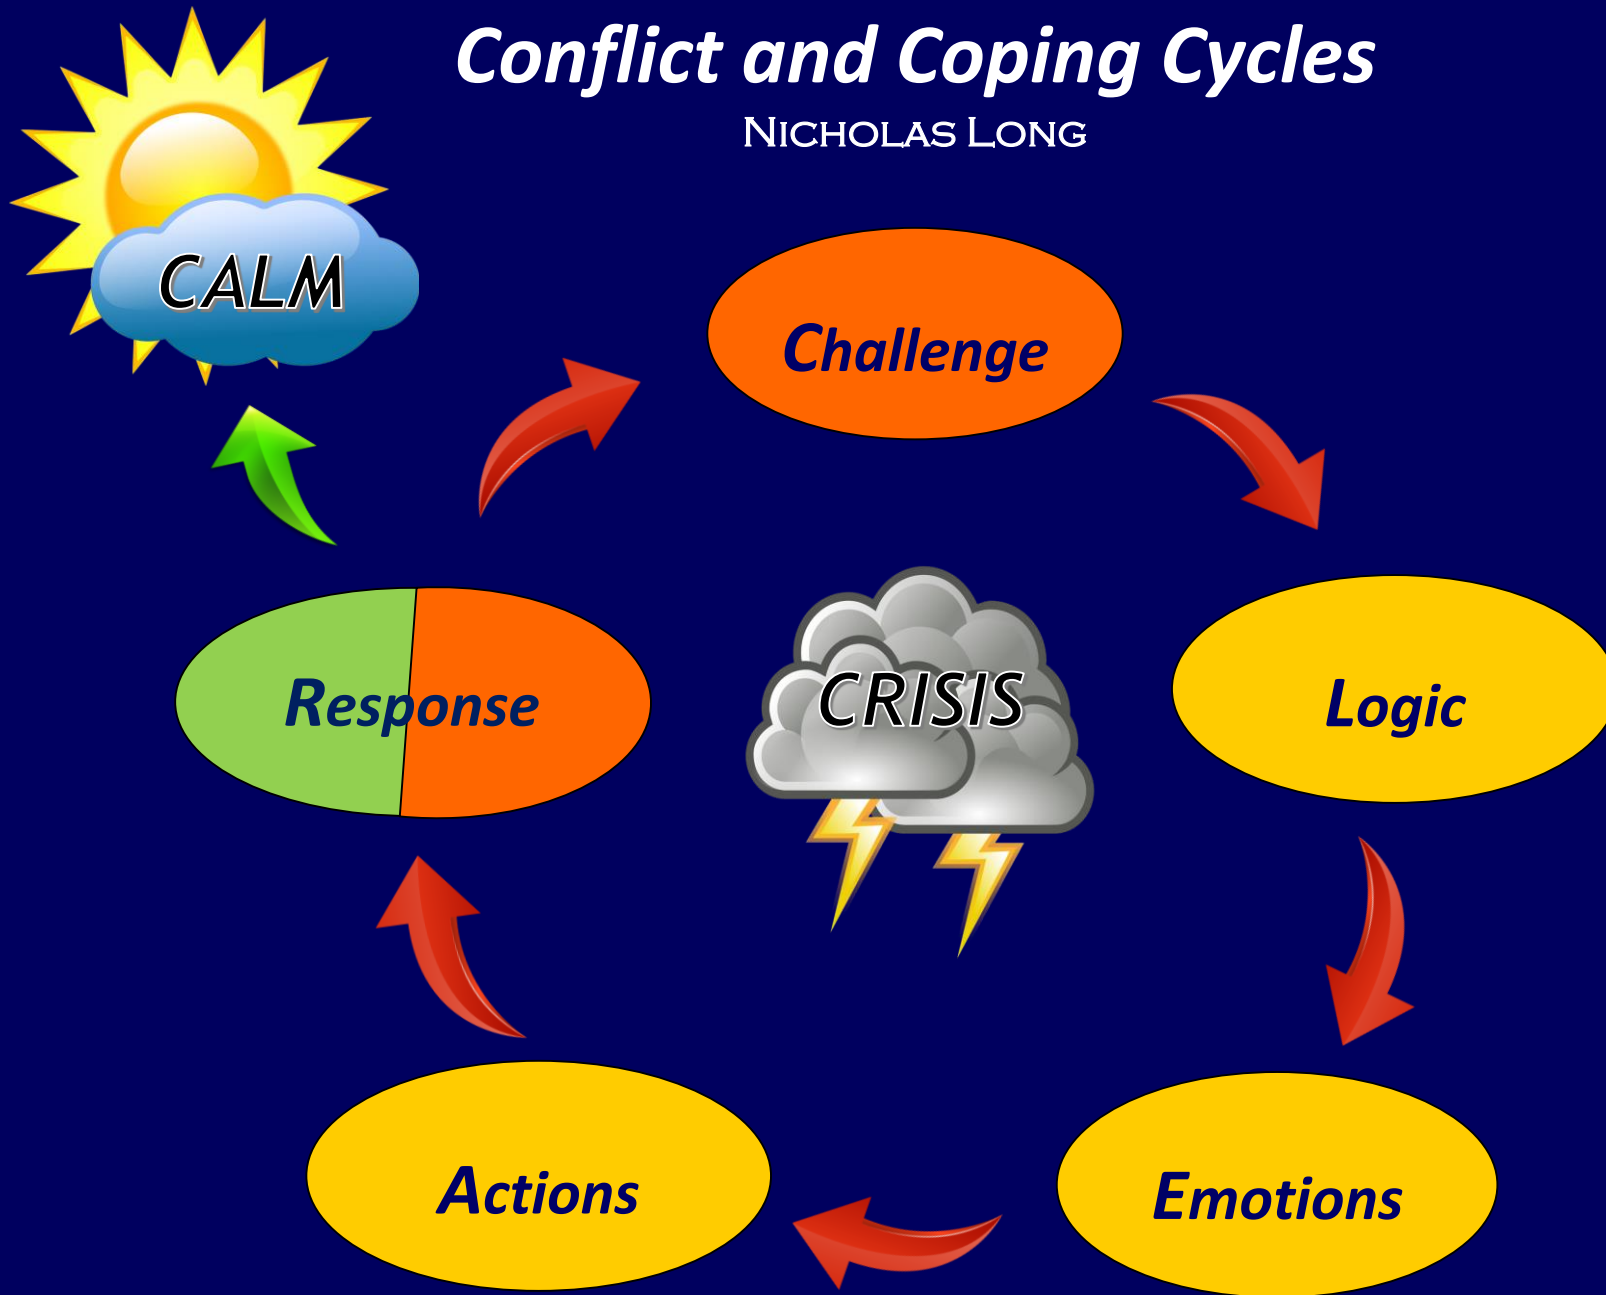 Conflict and Coping Cycles
NICHOLAS LONG
CALM
Challenge
Response
CRISIS
Logic
Actions
Emotions